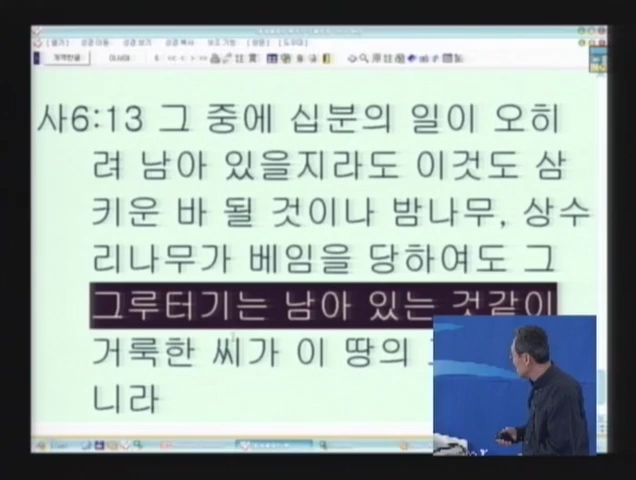 사6:13 그 중에 십분의 일이 오히
려 남아 있을지라도 이것도 삼
키운 바 될 것이나 밤나무, 상수
리나무가 베임을 당하여도 그
그루터기는 남아 있는 것같이
거룩한 씨가 이 땅의
니라